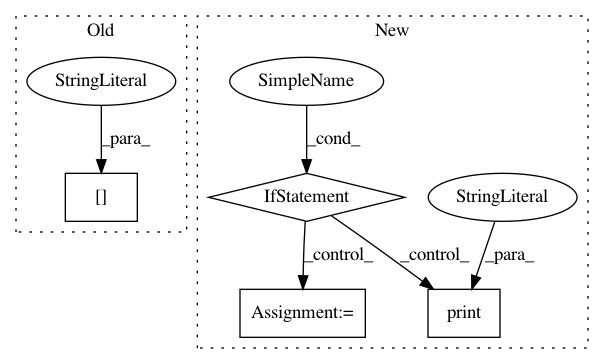 Old
New
StringLiteral
SimpleName
_para_
_cond_
[]
IfStatement
StringLiteral
_control_
_control_
_para_
Assignment:=
print